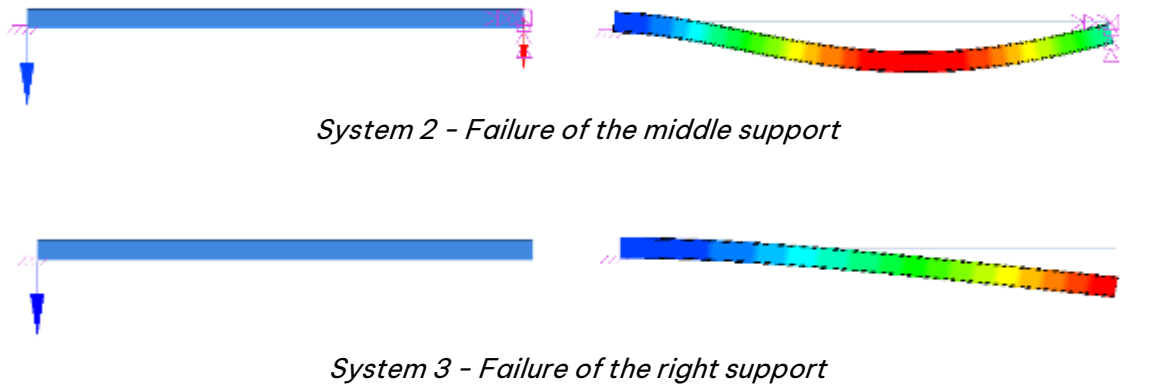 System 2 – Failure of the middle support
System 3 – Failure of the right support